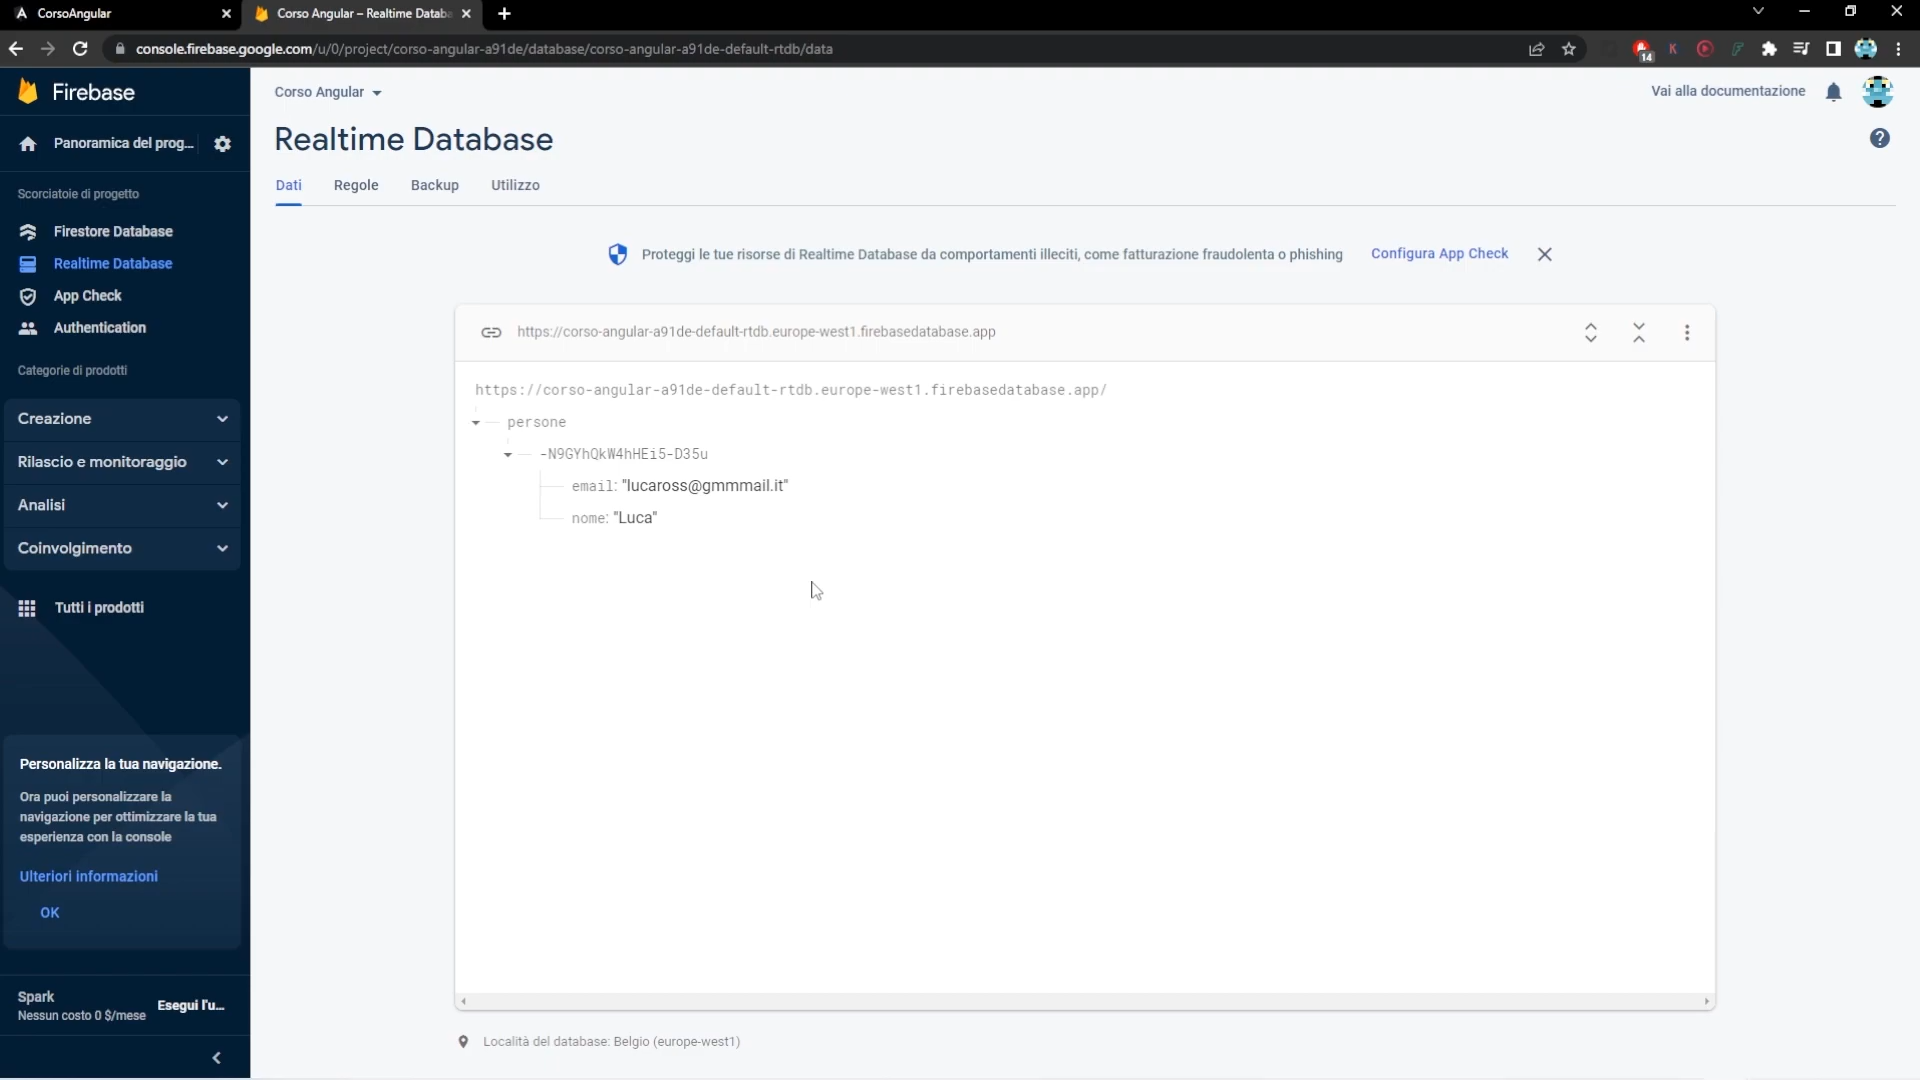 CorsoAngular
Corso Angular – Realtime Databa
console.firebase.google.com/u/0/project/corso-angular-a91de/database/corso-angular-a91de-default-rtdb/data
14
Firebase
Corso Angular
Vai alla documentazione
Panoramica del prog...
Realtime Database
Dati Regole Backup Utilizzo
Scorciatoie di progetto
Firestore Database
Realtime Database
App Check
Authentication
Proteggi le tue risorse di Realtime Database da comportamenti illeciti, come fatturazione fraudolenta o phishing Configura App Check
https://corso-angular-a91de-default-rtdb.europe-west1.firebasedatabase.app
https://corso-angular-a91de-default-rtdb.europe-west1.firebasedatabase.app/
persone
-N9GYhQkW4hHEi5-D35u
email: "lucaross@gmmmail.it"
nome: "Luca"
Categorie di prodotti
Creazione
Rilascio e monitoraggio
Analisi
Coinvolgimento
Tutti i prodotti
Personalizza la tua navigazione.
Ora puoi personalizzare la
navigazione per ottimizzare la tua
esperienza con la console
Ulteriori informazioni
OK
Spark
Nessun costo 0 $/mese
Esegui l'u...
Località del database: Belgio (europe-west1)